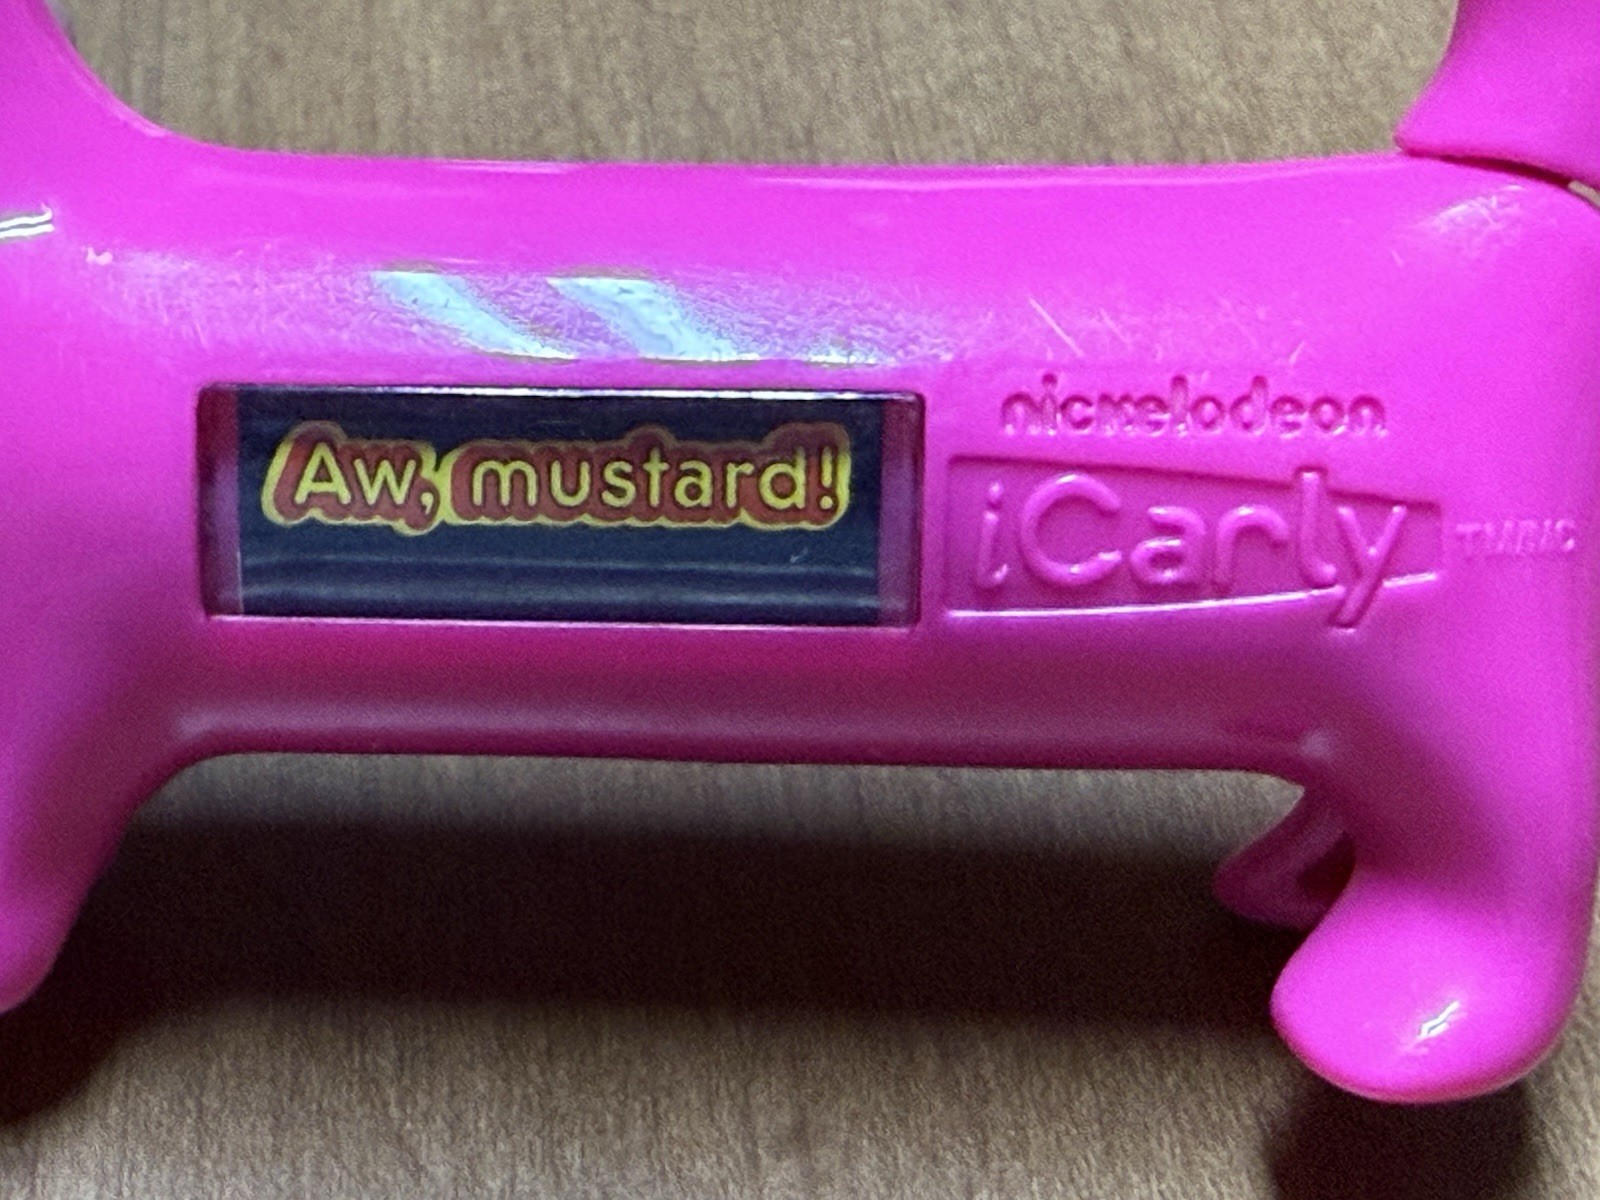 Aw, mustard!
nickelodeon
iCarly